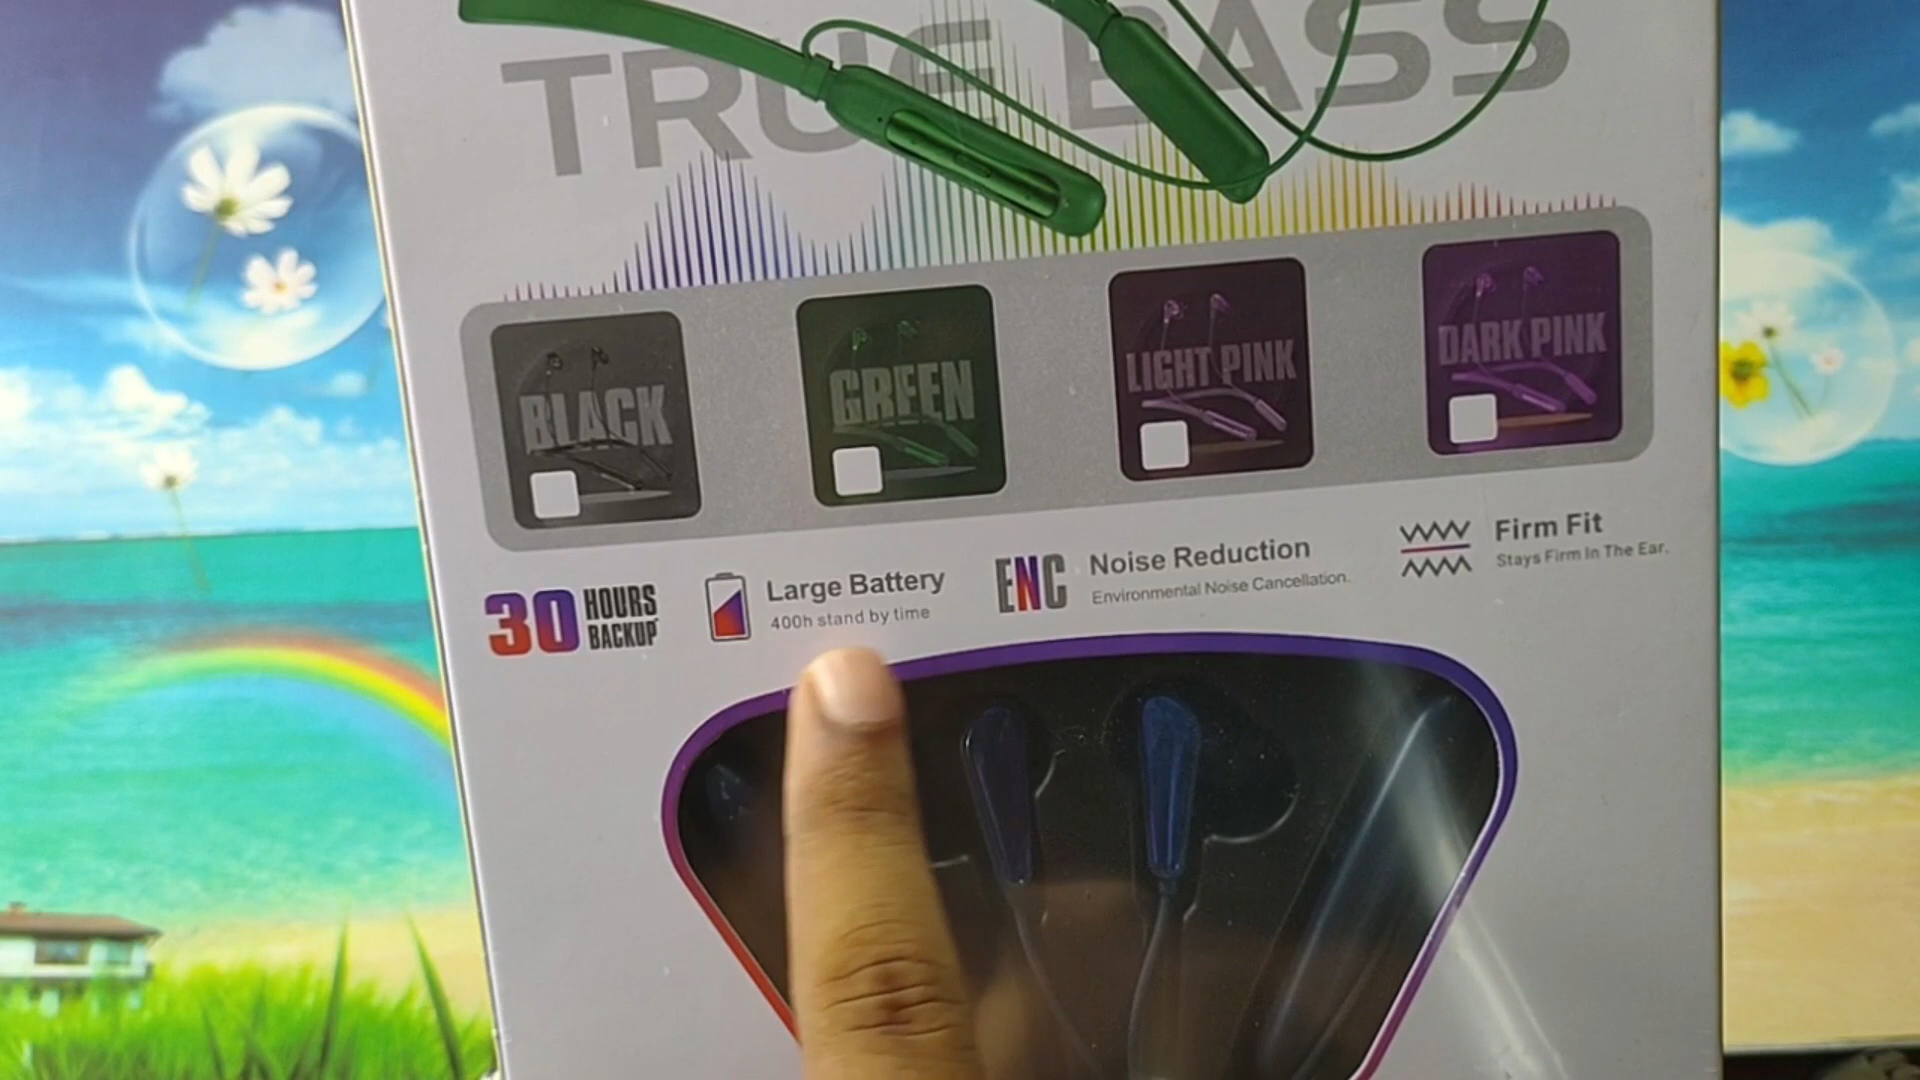 TRUE BASS
BLACK
GREEN
LIGHT PINK
DARK PINK
30 HOURS
BACKUP
Large Battery
400h stand by time
ENC
Noise Reduction
Environmental Noise Cancellation.
Firm Fit
Stays Firm In The Ear.